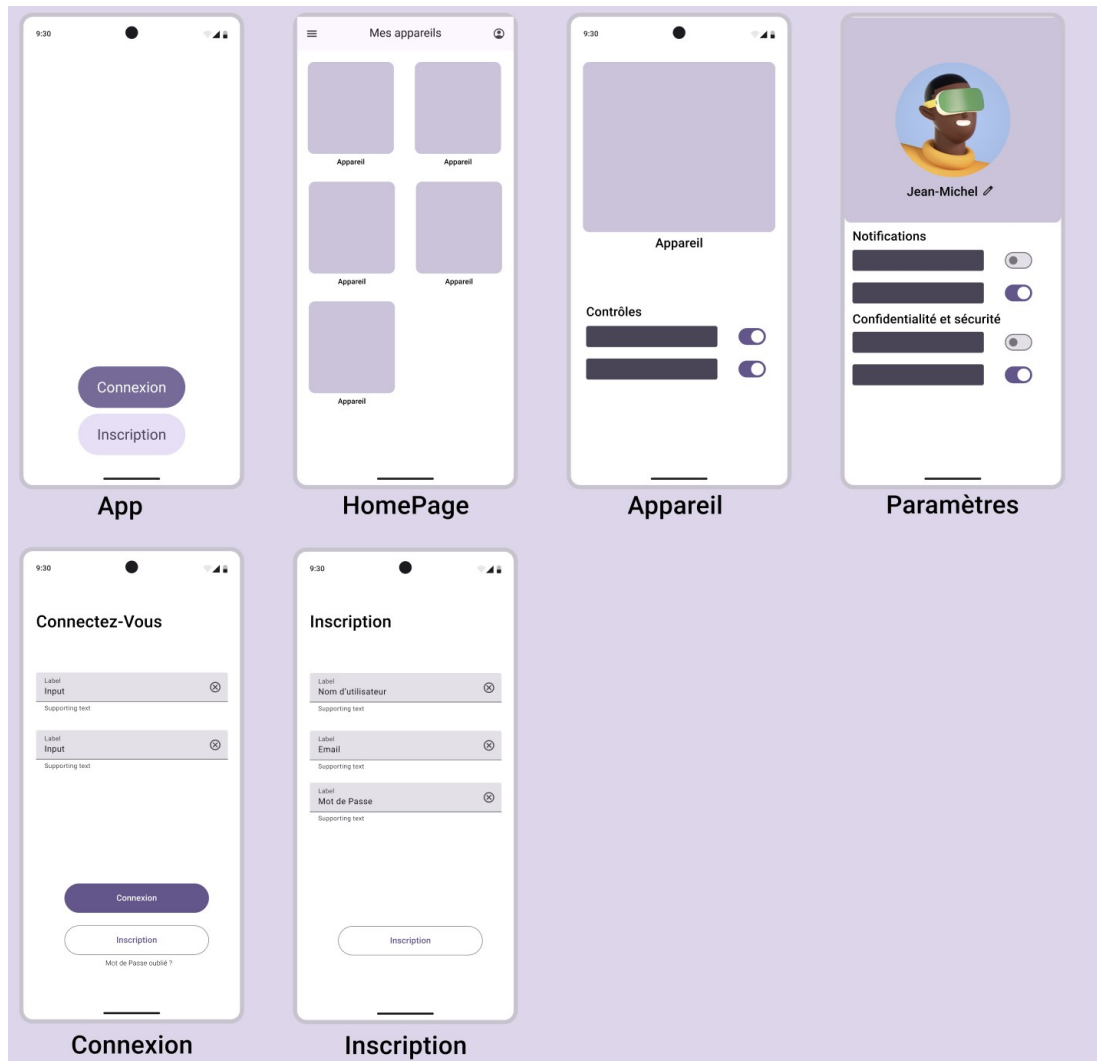 9:30
Connexion
Inscription
App
Mes appareils
Appareil Appareil
Appareil Appareil
Appareil
HomePage
9:30
Appareil
Contrôles
Appareil
Jean-Michel
Notifications
Confidentialité et sécurité
Paramètres
9:30
Connectez-Vous
Label
Input
Supporting text
Label
Input
Supporting text
Connexion
Inscription
Mot de Passe oublié ?
Connexion
9:30
Inscription
Label
Nom d'utilisateur
Supporting text
Label
Email
Supporting text
Label
Mot de Passe
Supporting text
Inscription
Inscription